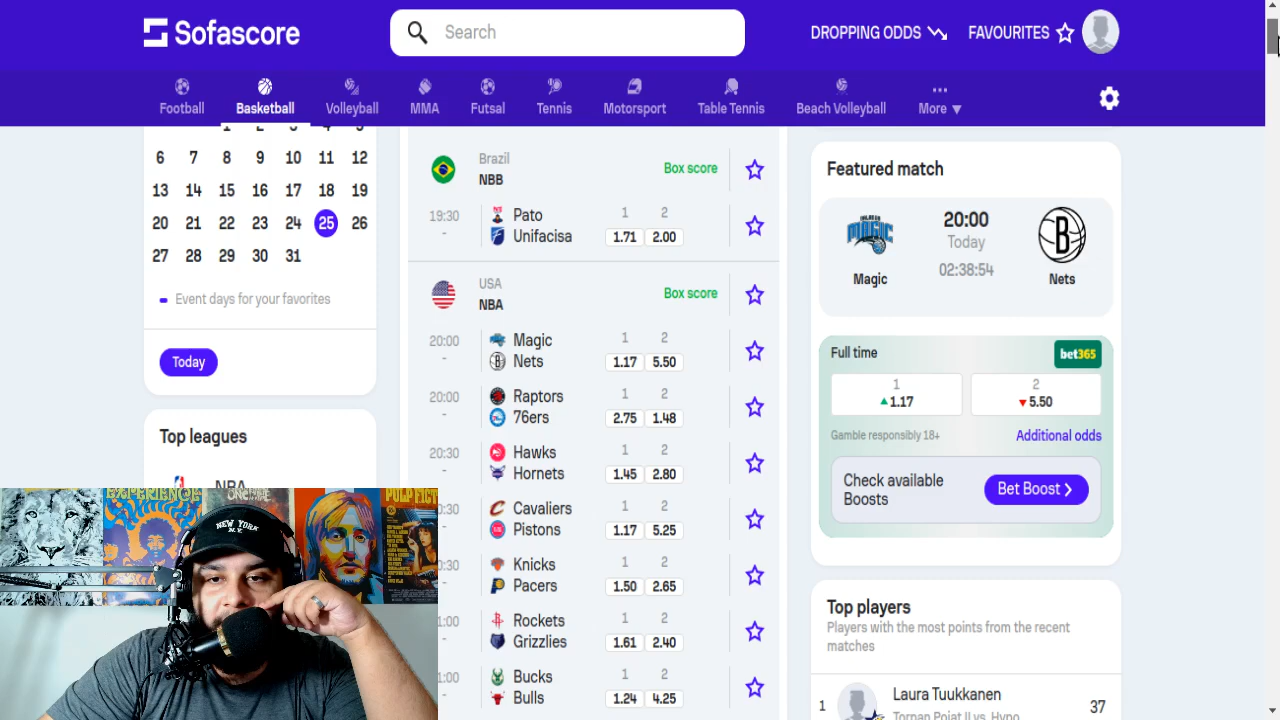 Sofascore
Search
DROPPING ODDS
FAVOURITES
Football
Basketball
Volleyball
MMA
Futsal
Tennis
Motorsport
Table Tennis
Beach Volleyball
More
6 7 8 9 10 11 12
13 14 15 16 17 18 19
20 21 22 23 24 25 26
27 28 29 30 31
Event days for your favorites
Today
Top leagues
NBA
Brazil
NBB
Box score
19:30
-
Pato
Unifacisa
1 2
1.71 2.00
USA
NBA
Box score
20:00
-
Magic
Nets
1 2
1.17 5.50
20:00
-
Raptors
76ers
1 2
2.75 1.48
20:30
-
Hawks
Hornets
1 2
1.45 2.80
Cavaliers
Pistons
1 2
1.17 5.25
Knicks
Pacers
1 2
1.50 2.65
Rockets
Grizzlies
1 2
1.61 2.40
Bucks
Bulls
1 2
1.24 4.25
Featured match
20:00
Today
02:38:54
Magic
Nets
Full time
bet365
1
1.17
2
5.50
Gamble responsibly 18+
Additional odds
Check available
Boosts
Bet Boost
Top players
Players with the most points from the recent
matches
1
Laura Tuukkanen
37
EXPERIENCE
PULP FICT
NEW YORK